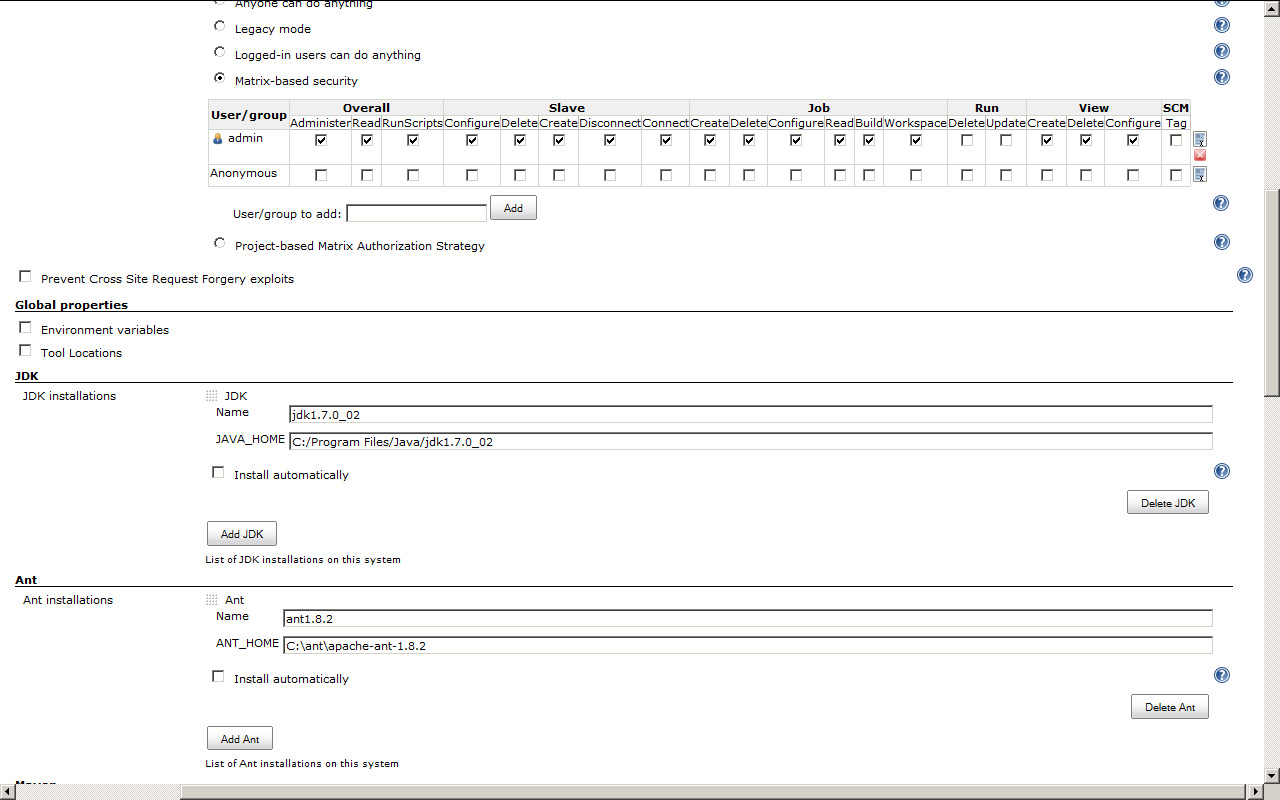 Anyone can do anything
Legacy mode
Logged-in users can do anything
Matrix-based security
User/group Overall Slave Job Run View SCM
Administer Read RunScripts Configure Delete Create Disconnect Connect Create Delete Configure Read Build Workspace Delete Update Create Delete Configure Tag
admin
Anonymous
User/group to add: Add
Project-based Matrix Authorization Strategy
Prevent Cross Site Request Forgery exploits
Global properties
Environment variables
Tool Locations
JDK
JDK installations JDK
Name jdk1.7.0_02
JAVA_HOME C:/Program Files/Java/jdk1.7.0_02
Install automatically
Delete JDK
Add JDK
List of JDK installations on this system
Ant
Ant installations Ant
Name ant1.8.2
ANT_HOME C:\ant\apache-ant-1.8.2
Install automatically
Delete Ant
Add Ant
List of Ant installations on this system
Maven